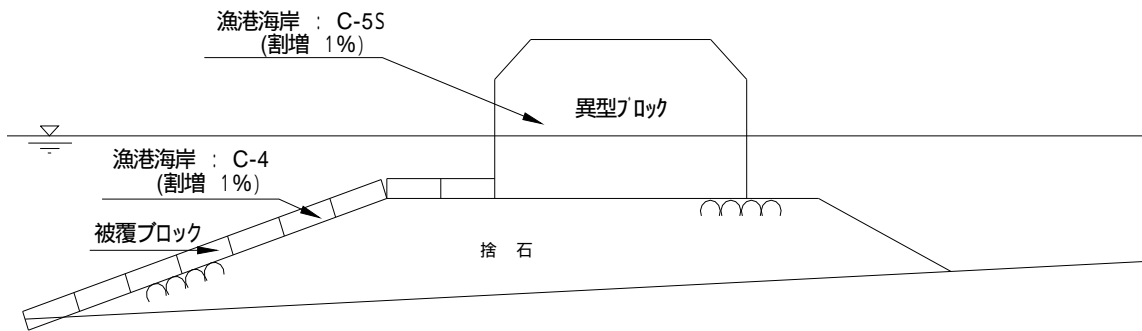 漁港海岸 : C-5S
(割増 1%)
異型ﾌﾞﾛｯｸ
漁港海岸 : C-4
(割増 1%)
被覆ブロック
捨 石